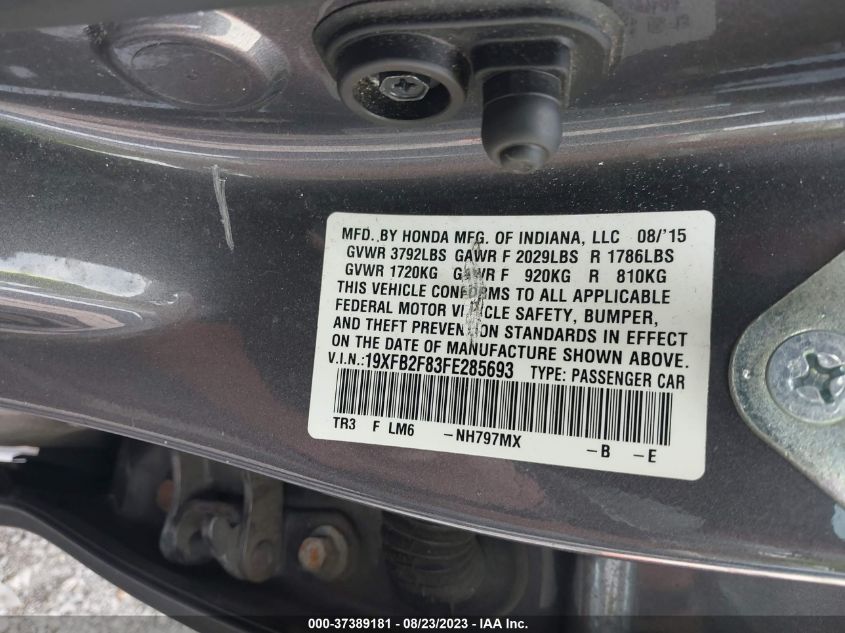 MFD. BY HONDA MFG. OF INDIANA, LLC 08/'15
GVWR 3792LBS GAWR F 2029LBS R 1786LBS
GVWR 1720KG GAWR F 920KG R 810KG
THIS VEHICLE CONFORMS TO ALL APPLICABLE
FEDERAL MOTOR VEHICLE SAFETY, BUMPER,
AND THEFT PREVENTION STANDARDS IN EFFECT
ON THE DATE OF MANUFACTURE SHOWN ABOVE.
V.I.N.:19XFB2F83FE285693 TYPE: PASSENGER CAR
TR3 F LM6 -NH797MX -B -E
000-37389181 - 08/23/2023 - IAA Inc.